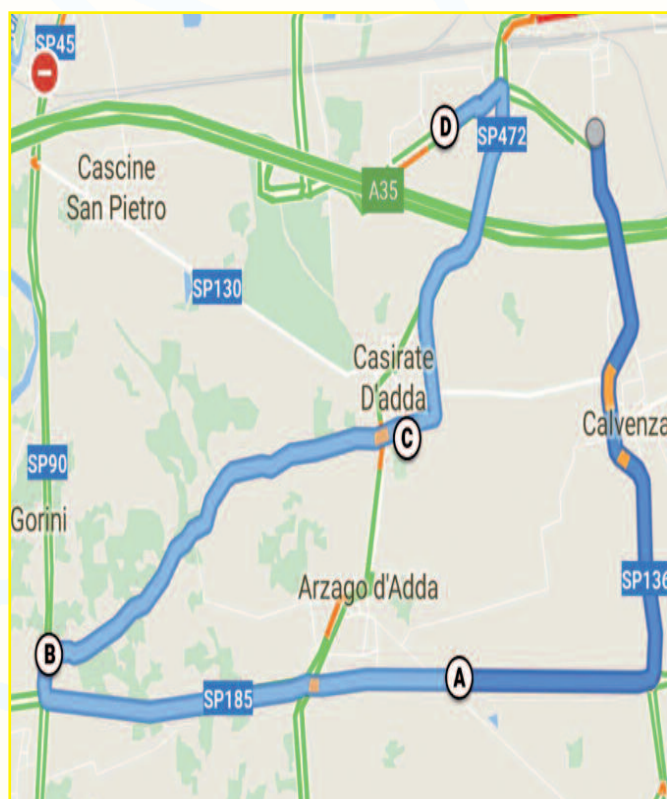 SP45
D
SP472
Cascine
San Pietro
A35
SP130
Casirate
D'adda
C
Calvenza
SP90
Gorini
Arzago d'Adda
SP136
B
A
SP185